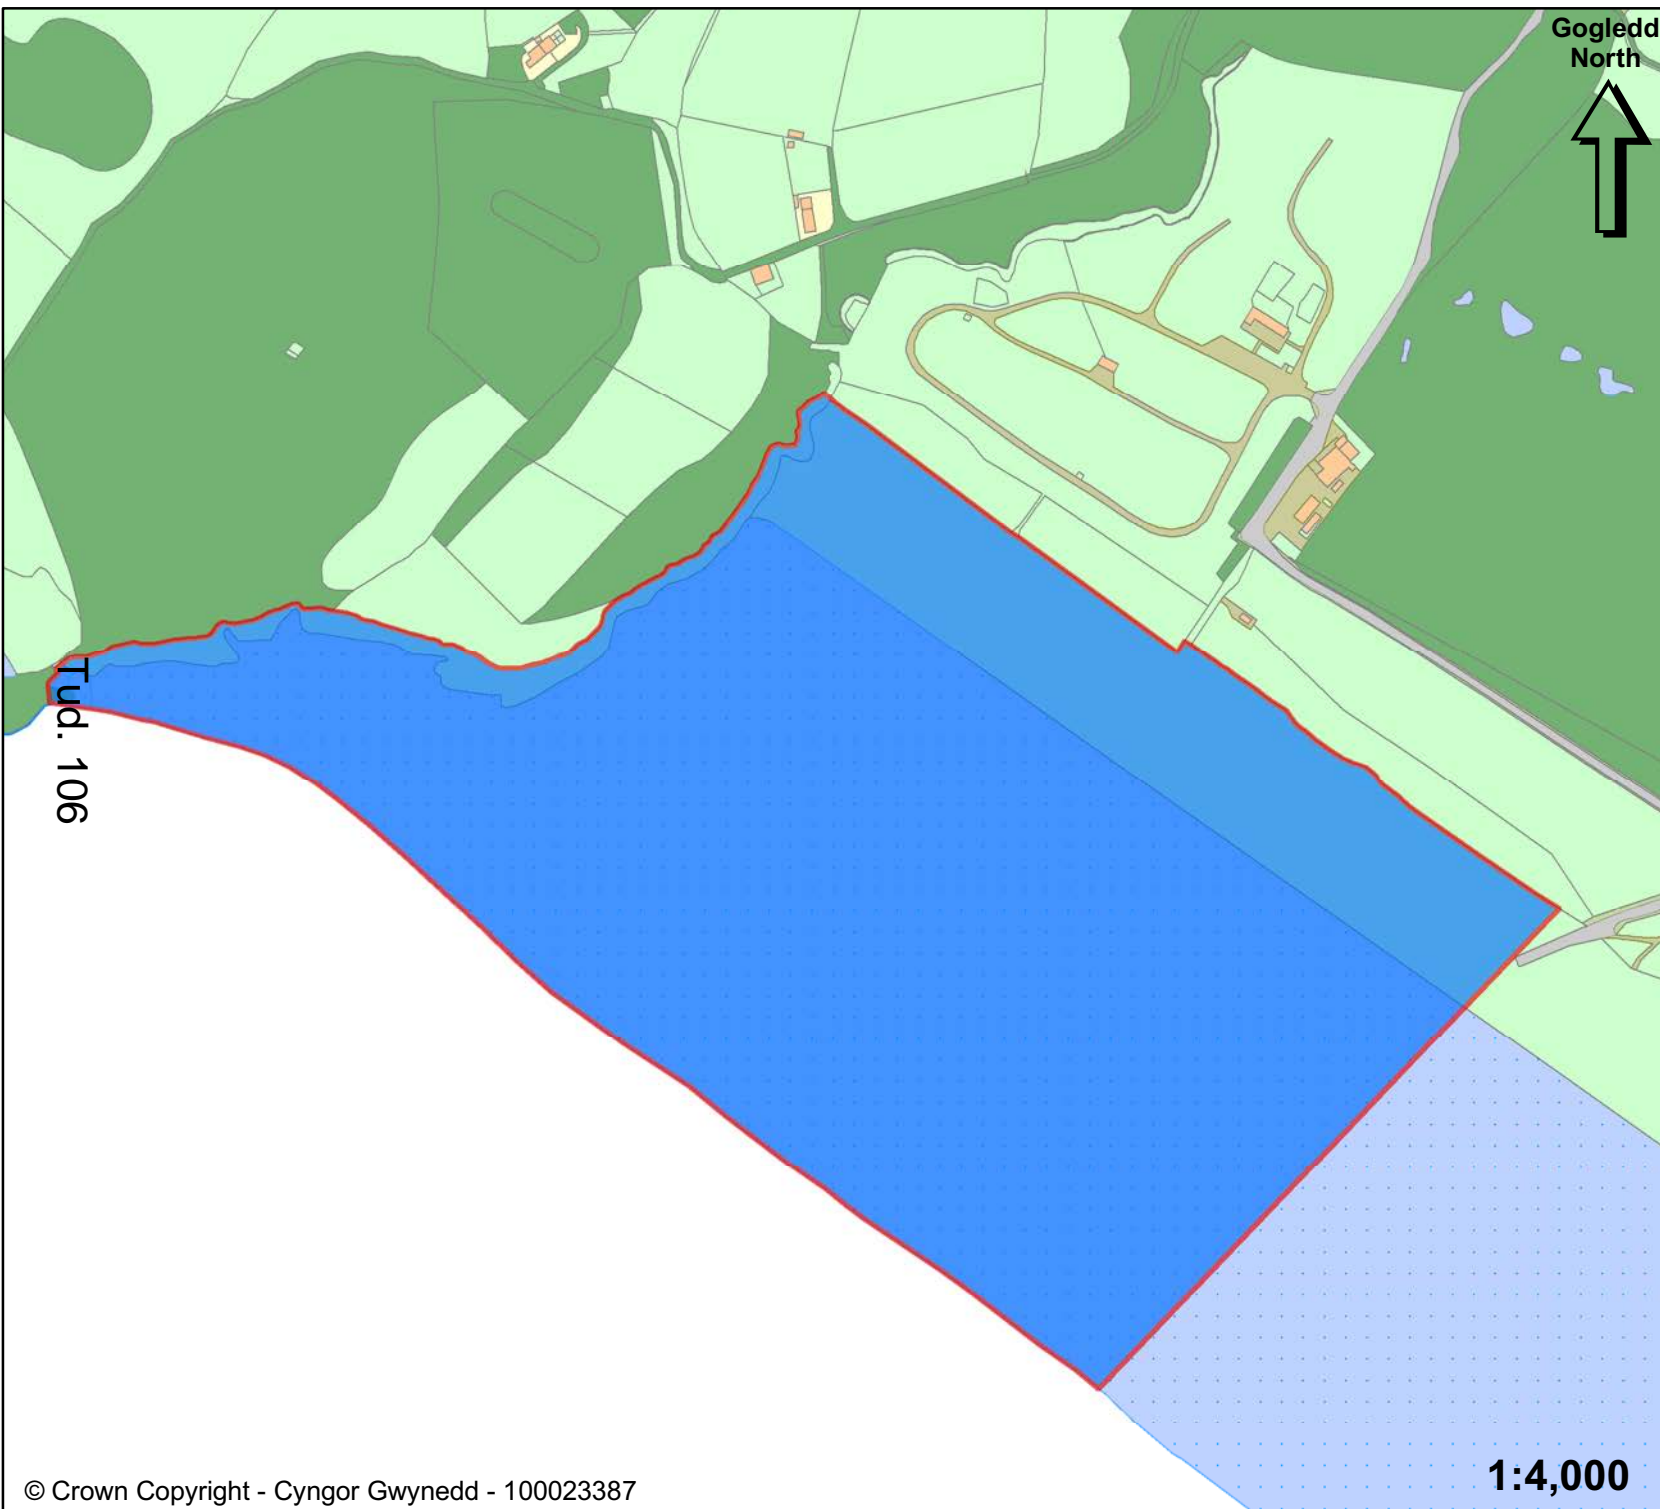 Gogledd
North
Tud. 106
© Crown Copyright - Cyngor Gwynedd - 100023387
1:4,000